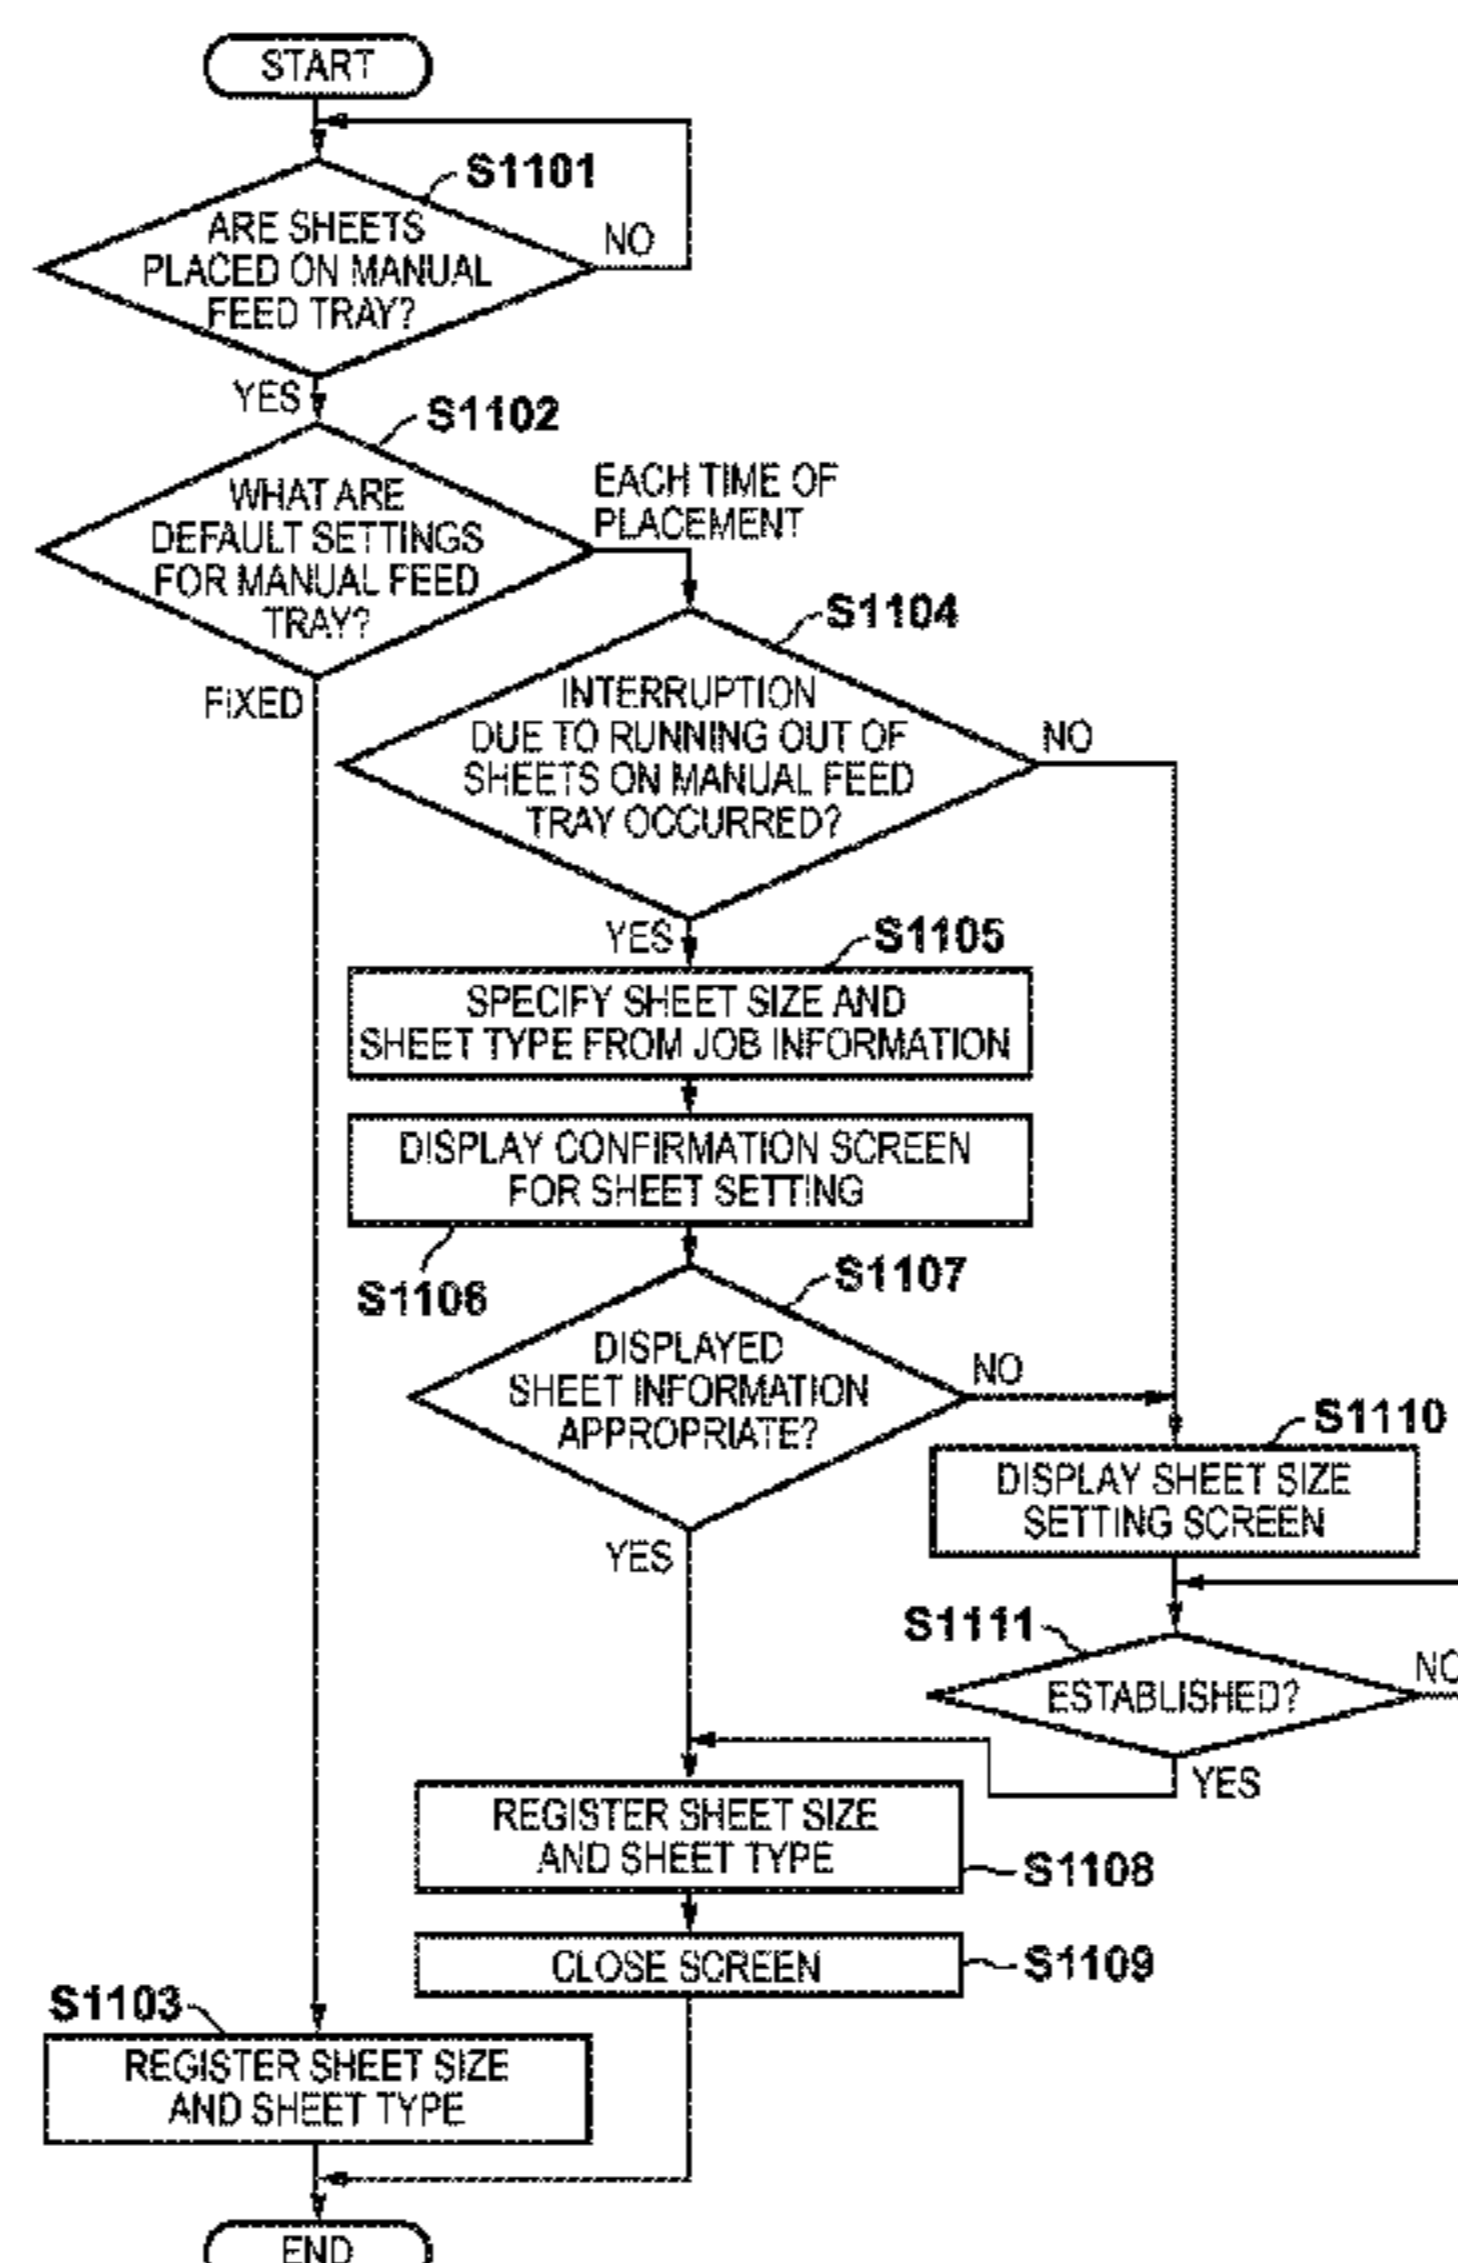 START
S1101
ARE SHEETS
PLACED ON MANUAL
FEED TRAY?
NO
YES
S1102
WHAT ARE
DEFAULT SETTINGS
FOR MANUAL FEED
TRAY?
EACH TIME OF
PLACEMENT
FIXED
S1104
INTERRUPTION
DUE TO RUNNING OUT OF
SHEETS ON MANUAL FEED
TRAY OCCURRED?
NO
YES
S1105
SPECIFY SHEET SIZE AND
SHEET TYPE FROM JOB INFORMATION
DISPLAY CONFIRMATION SCREEN
FOR SHEET SETTING
S1106
S1107
DISPLAYED
SHEET INFORMATION
APPROPRIATE?
NO
YES
S1110
DISPLAY SHEET SIZE
SETTING SCREEN
S1111
ESTABLISHED?
NO
YES
REGISTER SHEET SIZE
AND SHEET TYPE
S1108
CLOSE SCREEN
S1109
S1103
REGISTER SHEET SIZE
AND SHEET TYPE
END